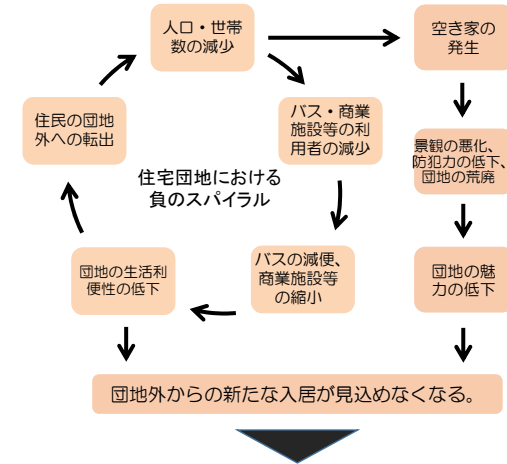 人口・世帯
数の減少
空き家の
発生
住民の団地
外への転出
バス・商業
施設等の利
用者の減少
景観の悪化、
防犯力の低下、
団地の荒廃
住宅団地における
負のスパイラル
団地の生活利
便性の低下
バスの減便、
商業施設等
の縮小
団地の魅
力の低下
団地外からの新たな入居が見込めなくなる。